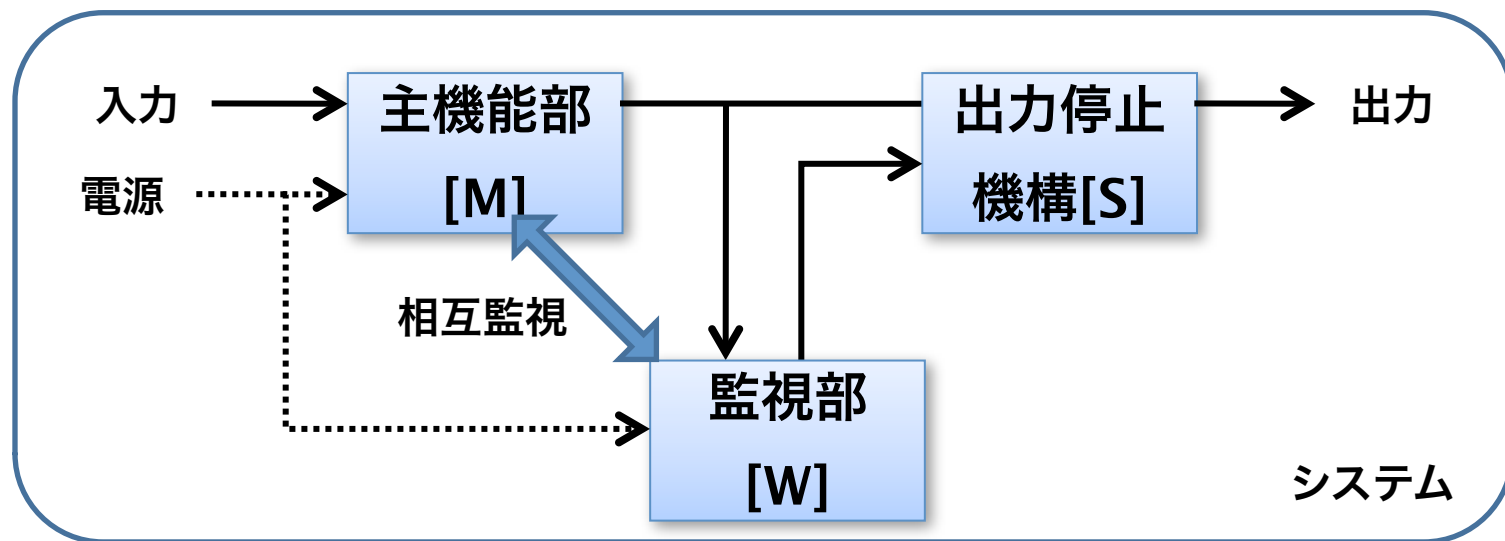 入力
主機能部
[M]
出力停止
機構[S]
出力
電源
相互監視
監視部
[W]
システム